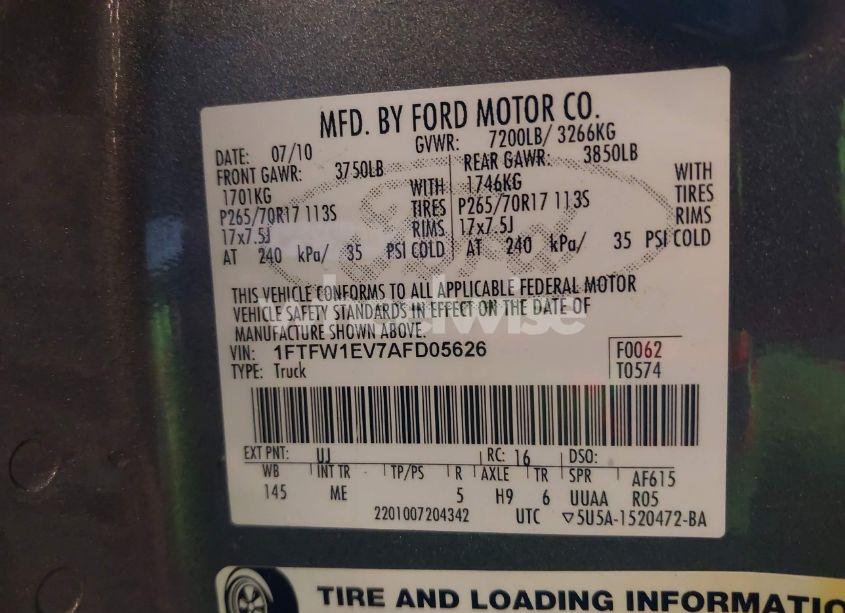 MFD. BY FORD MOTOR CO.
DATE: 07/10 GVWR: 7200LB/ 3266KG
FRONT GAWR: 3750LB REAR GAWR: 3850LB
1701KG WITH 1746KG WITH
P265/70R17 113S TIRES P265/70R17 113S TIRES
17x7.5J RIMS 17x7.5J RIMS
AT 240 kPa/ 35 PSI COLD AT 240 kPa/ 35 PSI COLD
THIS VEHICLE CONFORMS TO ALL APPLICABLE FEDERAL MOTOR
VEHICLE SAFETY STANDARDS IN EFFECT ON THE DATE OF
MANUFACTURE SHOWN ABOVE.
VIN: 1FTFW1EV7AFD05626 F0062
TYPE: Truck T0574
EXT PNT: UJ RC: 16 DSO:
WB INT TR TP/PS R AXLE TR SPR AF615
145 ME 5 H9 6 UUAA R05
2201007204342 UTC ▽5U5A-1520472-BA
TIRE AND LOADING INFORMATIO